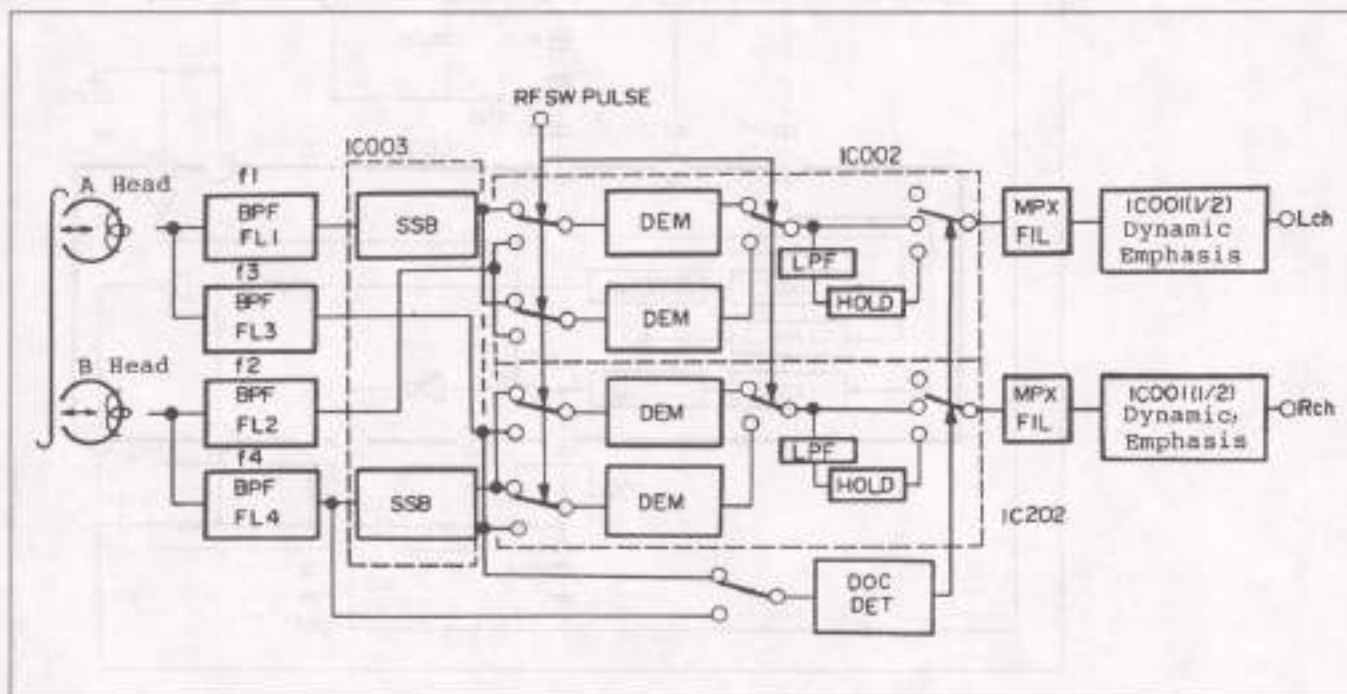 RF SW PULSE
IC003
IC002
A Head
f1
BPF
FL1
SSB
DEM
LPF
HOLD
MPX
FIL
IC001(1/2)
Dynamic
Emphasis
Lch
f3
BPF
FL3
DEM
B Head
f2
BPF
FL2
DEM
LPF
HOLD
MPX
FIL
IC001(1/2)
Dynamic,
Emphasis
Rch
f4
BPF
FL4
SSB
DEM
IC202
DOC
DET